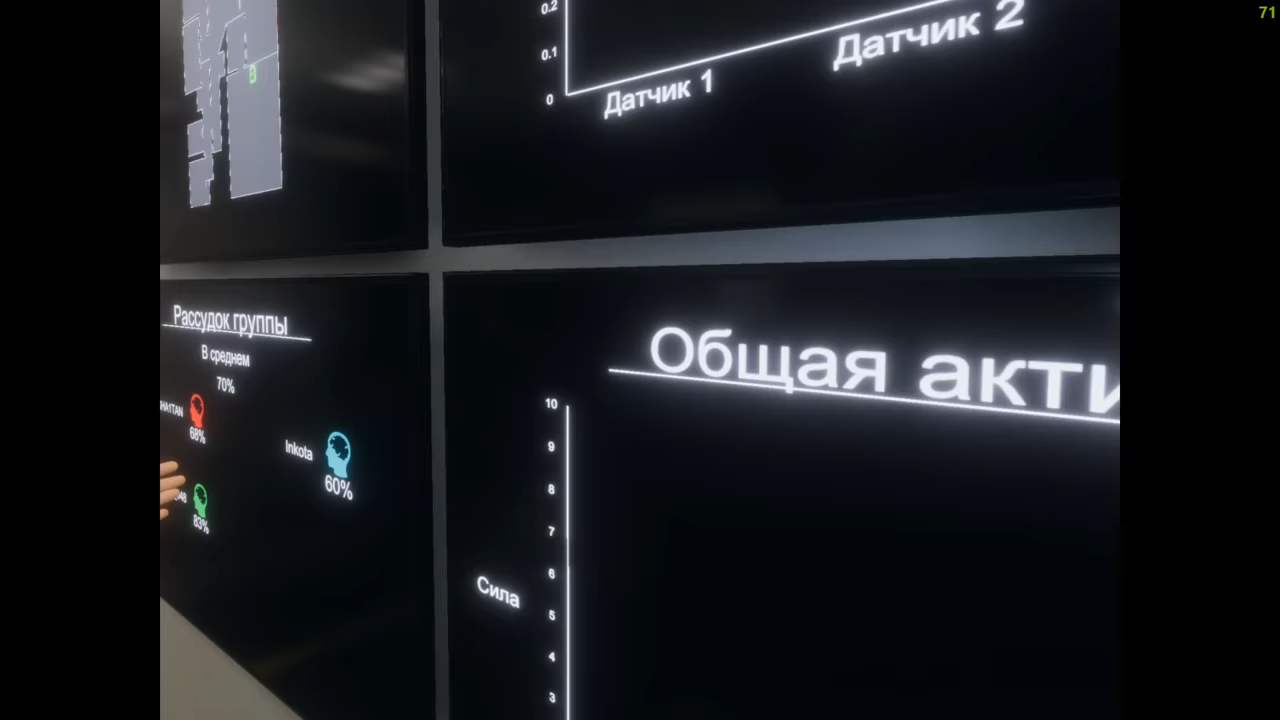 71
B
0.2
0.1
0
Датчик 1
Датчик 2
Рассудок группы
В среднем
70%
68%
Inkota
60%
83%
Общая акти
10
9
8
7
6
5
4
3
Сила